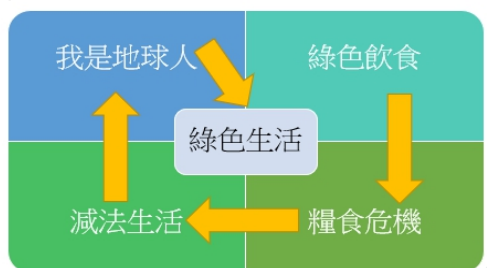 我是地球人
綠色飲食
綠色生活
減法生活
糧食危機